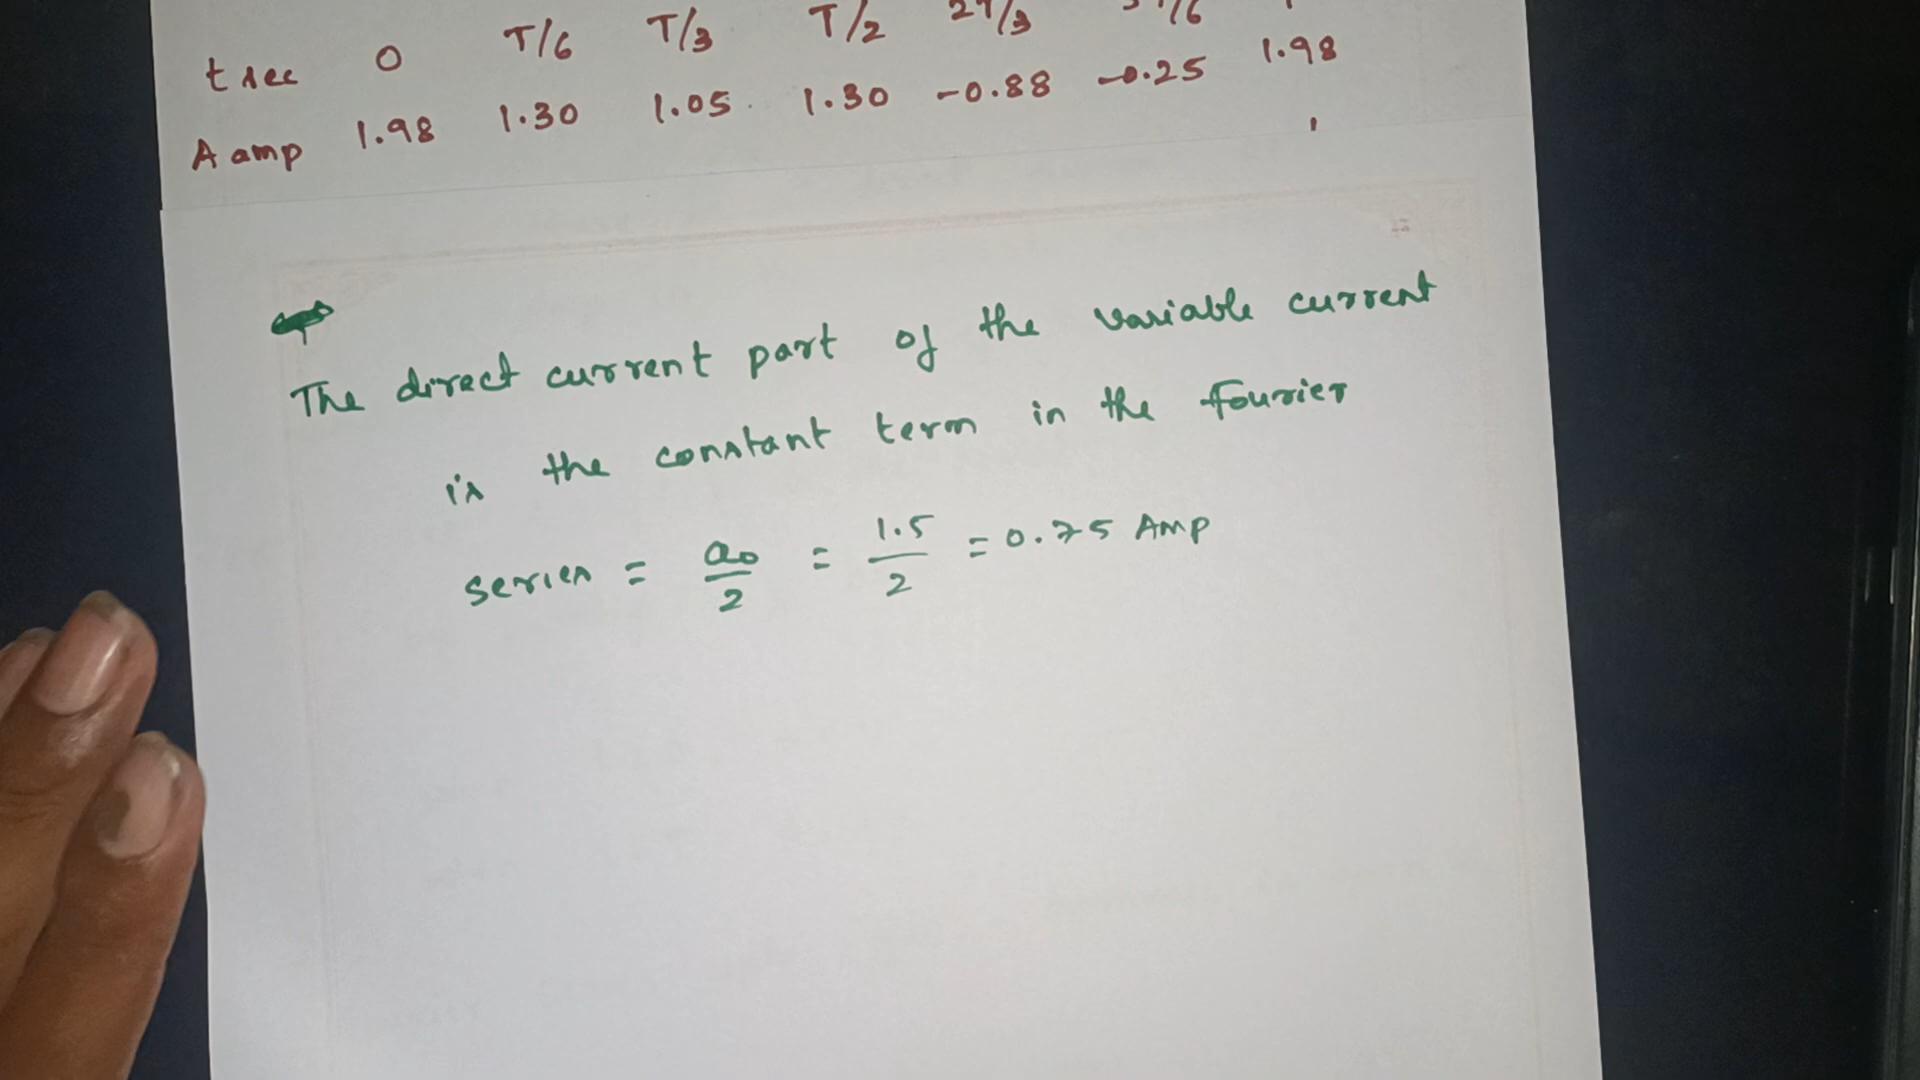 t sec 0 T/6 T/3 T/2 2T/3
A amp 1.98 1.30 1.05 1.30 -0.88 -0.25 1.98
The direct current part of the variable current
is the constant term in the Fourier
series = a0/2 = 1.5/2 = 0.75 Amp